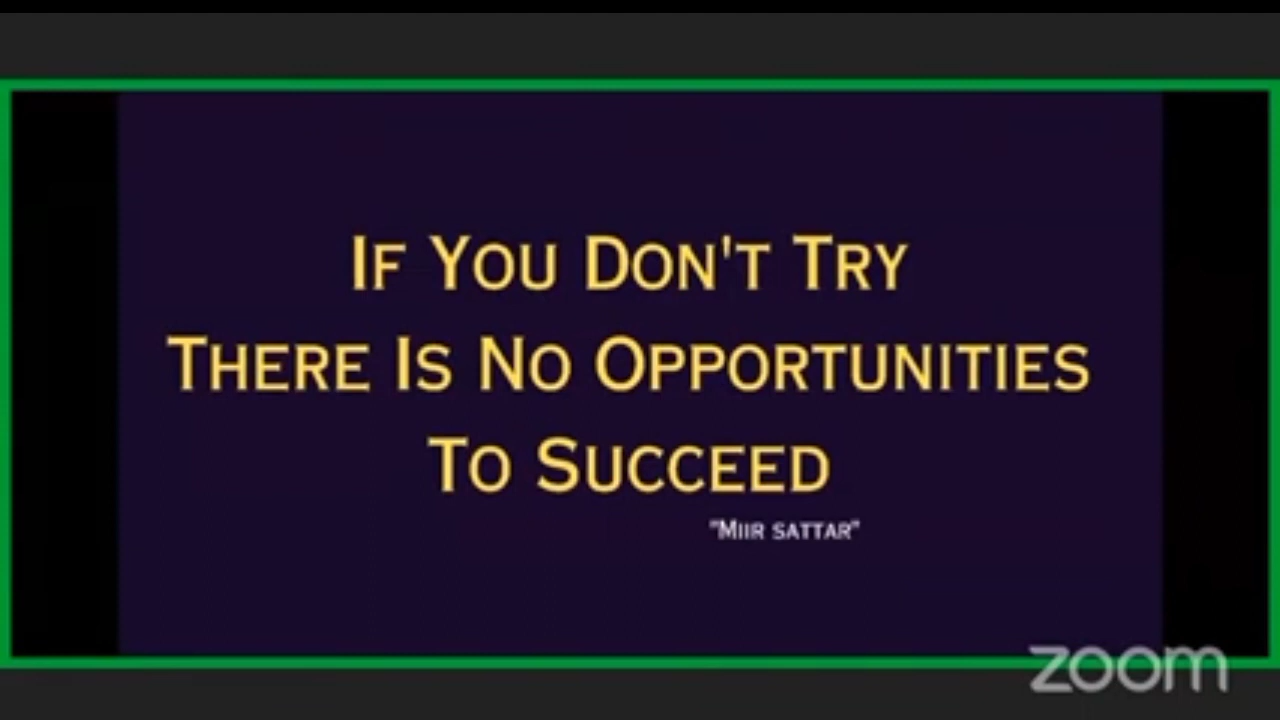 If You Don't Try
There Is No Opportunities
To Succeed
"Miir sattar"
zoom